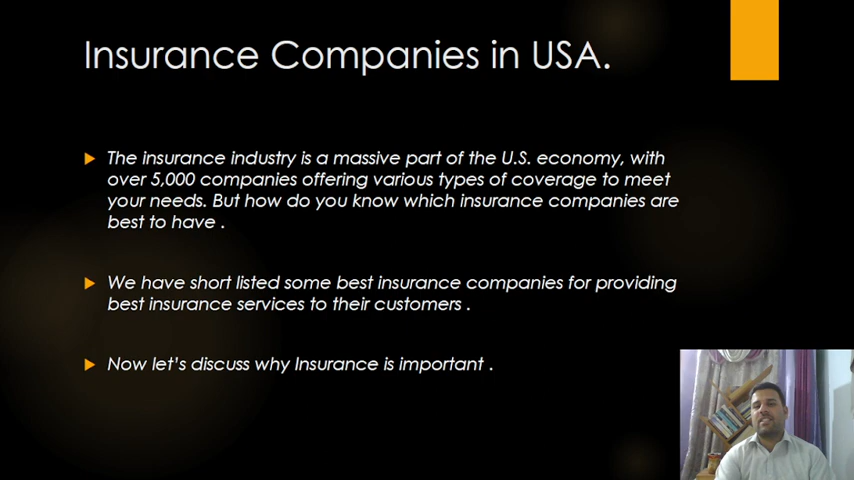 Insurance Companies in USA.
The insurance industry is a massive part of the U.S. economy, with
over 5,000 companies offering various types of coverage to meet
your needs. But how do you know which insurance companies are
best to have .
We have short listed some best insurance companies for providing
best insurance services to their customers .
Now let's discuss why Insurance is important .